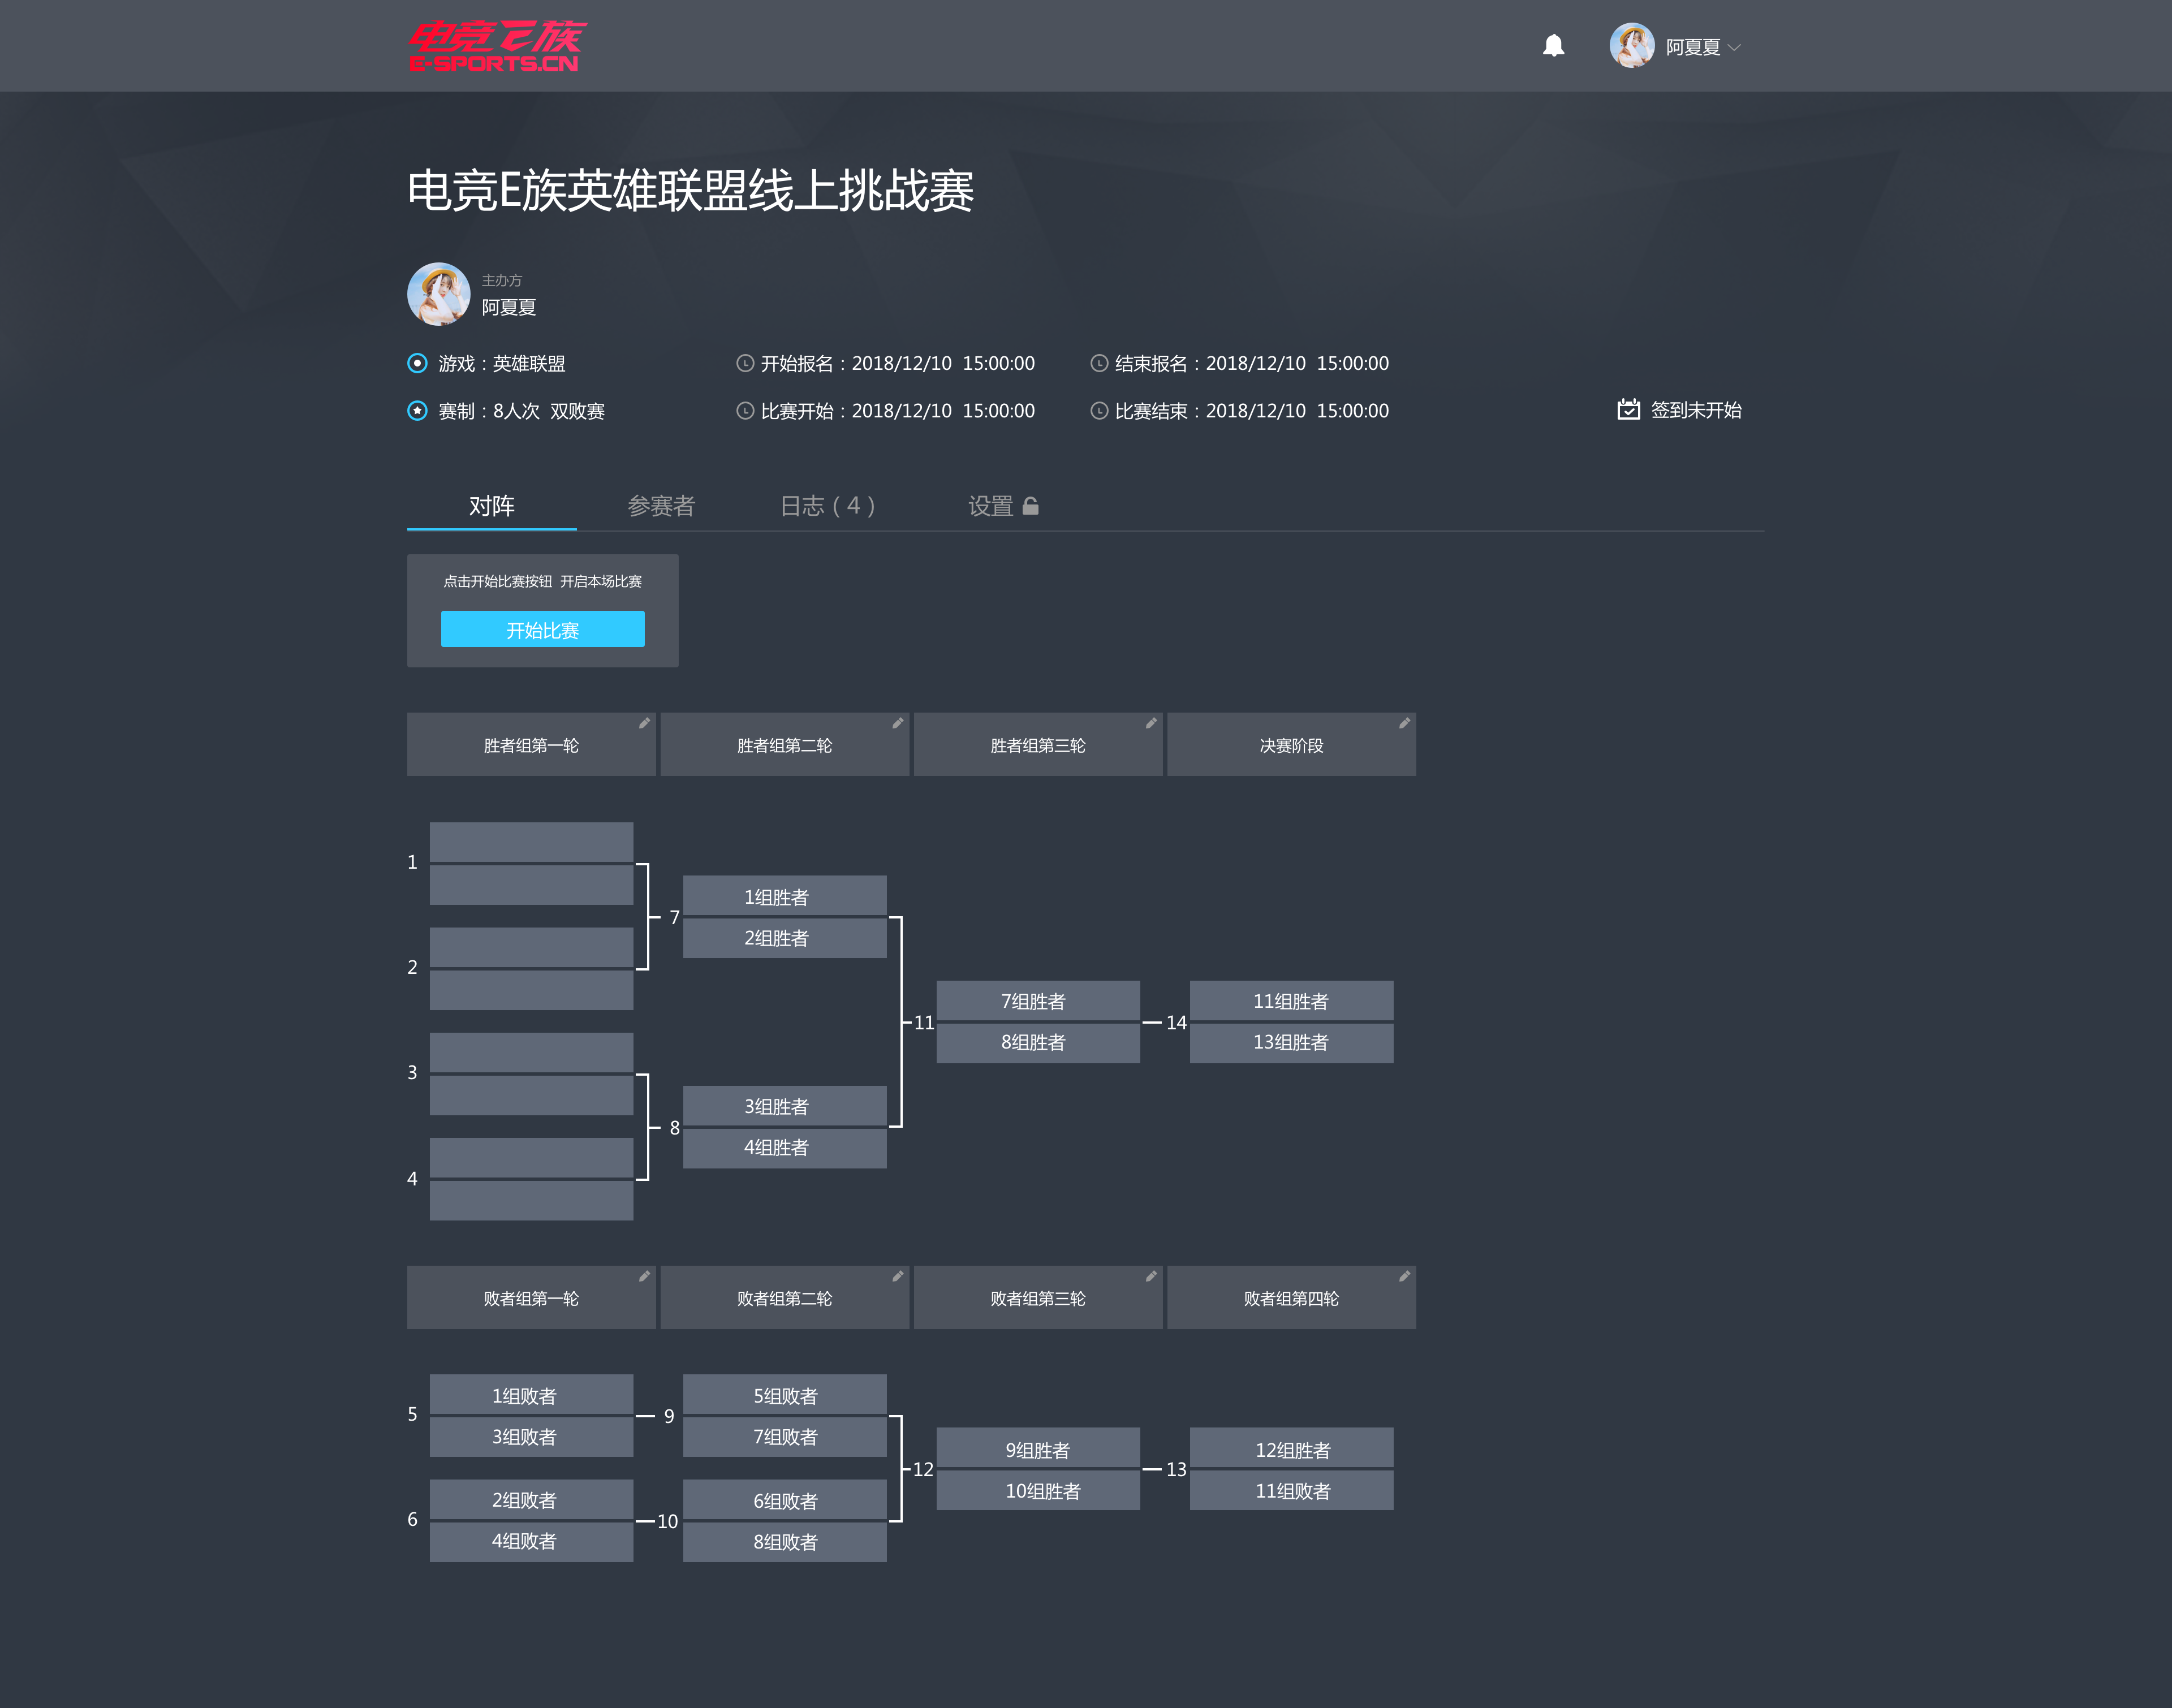 电竞E族
E-SPORTS.CN
阿夏夏
电竞E族英雄联盟线上挑战赛
主办方
阿夏夏
游戏：英雄联盟
开始报名：2018/12/10 15:00:00
结束报名：2018/12/10 15:00:00
赛制：8人次 双败赛
比赛开始：2018/12/10 15:00:00
比赛结束：2018/12/10 15:00:00
签到未开始
对阵
参赛者
日志（4）
设置
点击开始比赛按钮 开启本场比赛
开始比赛
胜者组第一轮
胜者组第二轮
胜者组第三轮
决赛阶段
1
2
3
4
7
1组胜者
2组胜者
8
3组胜者
4组胜者
11
7组胜者
8组胜者
14
11组胜者
13组胜者
败者组第一轮
败者组第二轮
败者组第三轮
败者组第四轮
5
1组败者
3组败者
6
2组败者
4组败者
9
5组败者
7组败者
10
6组败者
8组败者
12
9组胜者
10组胜者
13
12组胜者
11组败者